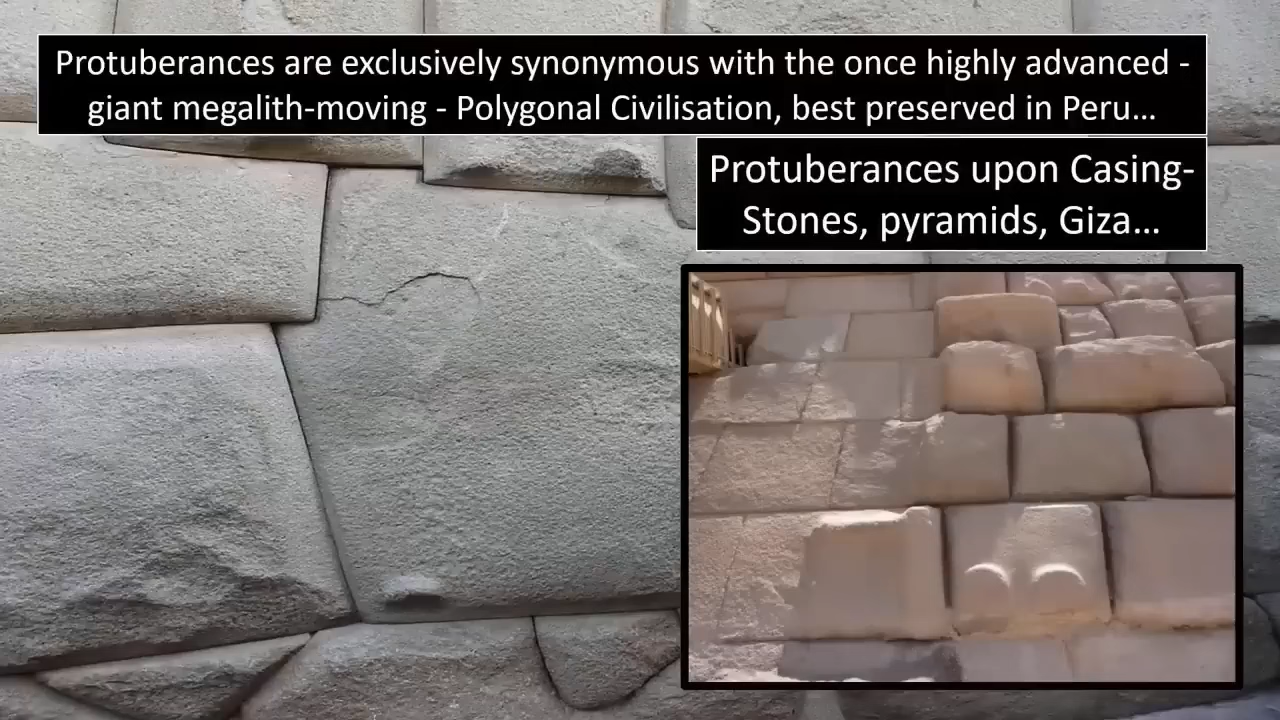 Protuberances are exclusively synonymous with the once highly advanced -
giant megalith-moving - Polygonal Civilisation, best preserved in Peru...
Protuberances upon Casing-
Stones, pyramids, Giza...